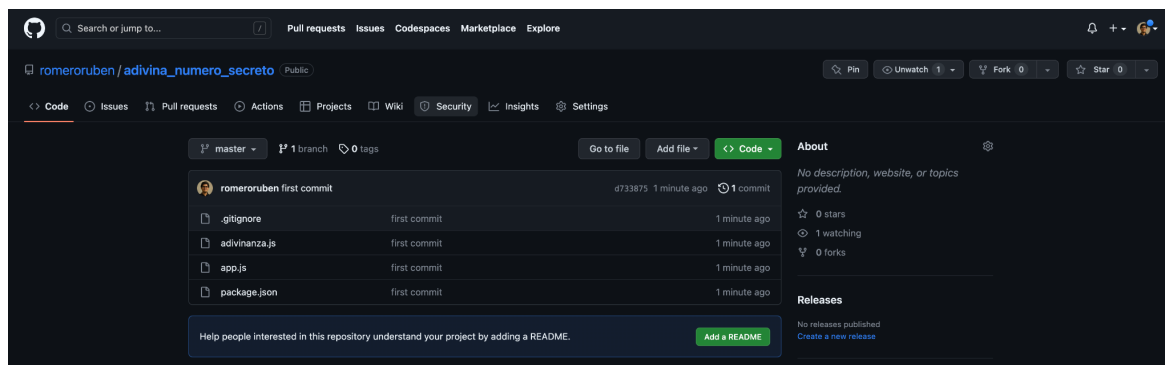 Search or jump to... / Pull requests Issues Codespaces Marketplace Explore
romeroruben / adivina_numero_secreto Public Pin Unwatch 1 Fork 0 Star 0
Code Issues Pull requests Actions Projects Wiki Security Insights Settings
master 1 branch 0 tags Go to file Add file Code
romeroruben first commit d733875 1 minute ago 1 commit
.gitignore first commit 1 minute ago
adivinanza.js first commit 1 minute ago
app.js first commit 1 minute ago
package.json first commit 1 minute ago
Help people interested in this repository understand your project by adding a README. Add a README
About
No description, website, or topics
provided.
0 stars
1 watching
0 forks
Releases
No releases published
Create a new release